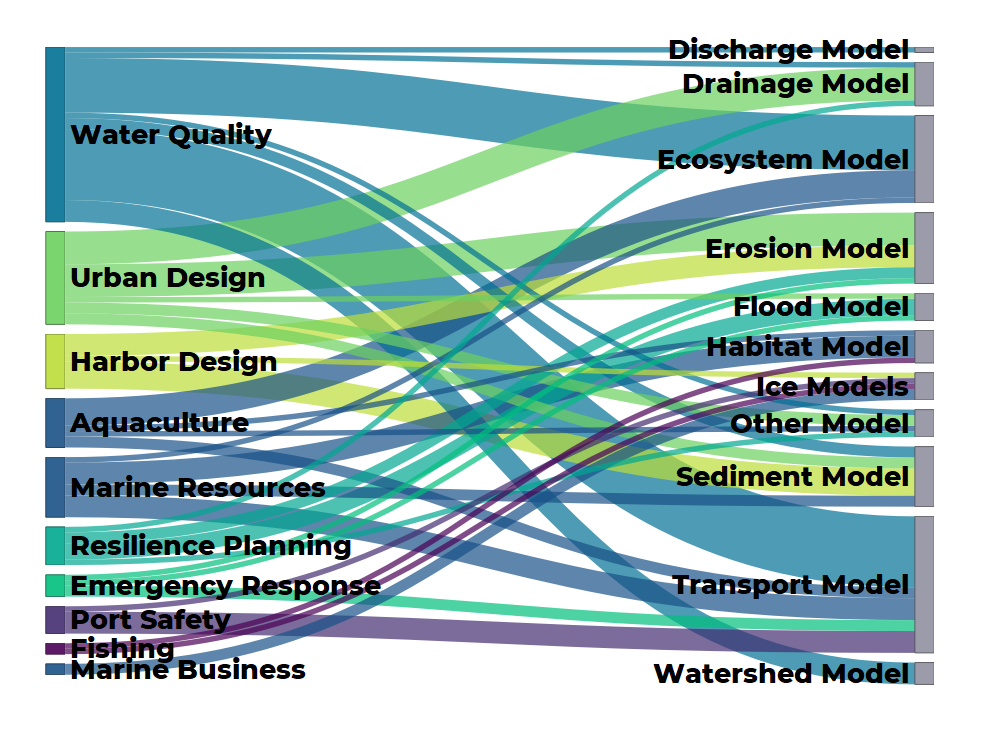 Water Quality
Urban Design
Harbor Design
Aquaculture
Marine Resources
Resilience Planning
Emergency Response
Port Safety
Fishing
Marine Business
Discharge Model
Drainage Model
Ecosystem Model
Erosion Model
Flood Model
Habitat Model
Ice Models
Other Model
Sediment Model
Transport Model
Watershed Model